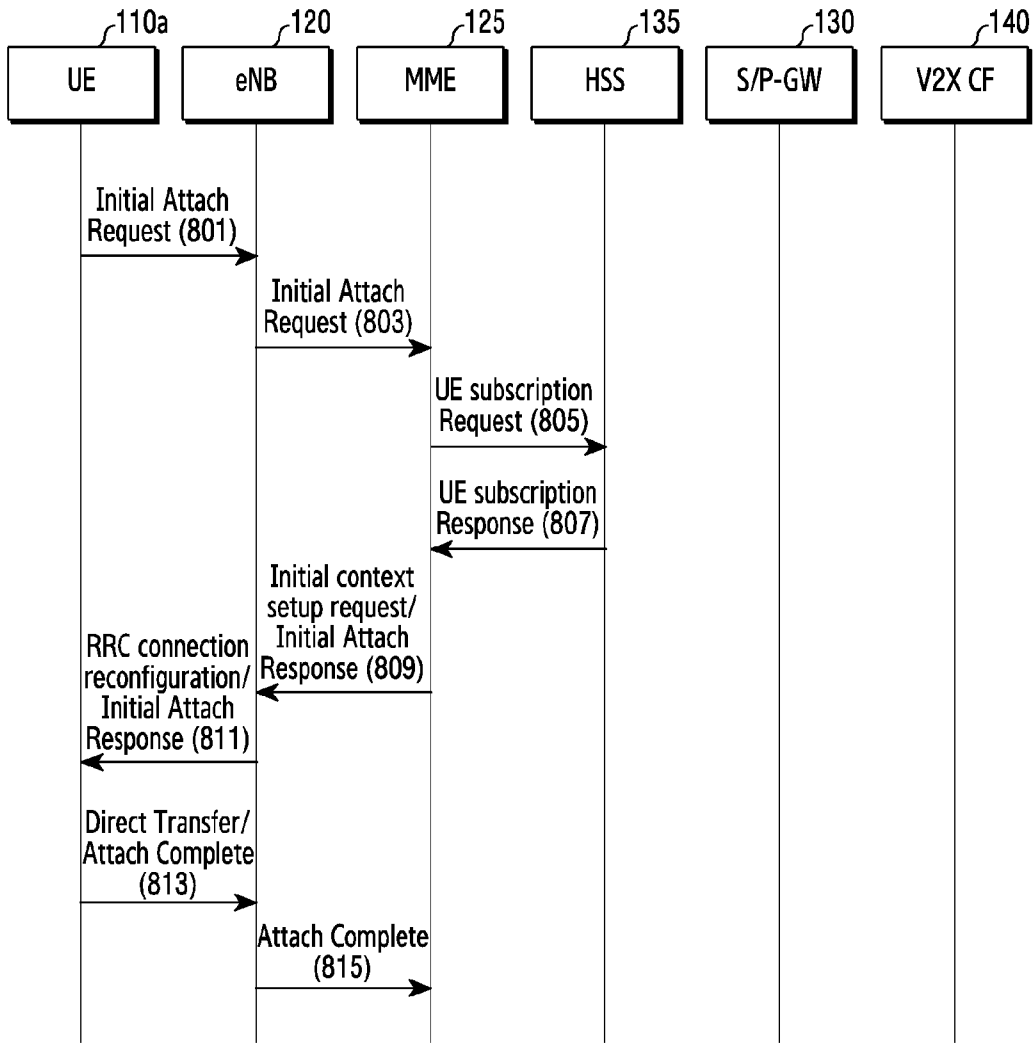 110a
120
125
135
130
140
UE
eNB
MME
HSS
S/P-GW
V2X CF
Initial Attach
Request (801)
Initial Attach
Request (803)
UE subscription
Request (805)
UE subscription
Response (807)
Initial context
setup request/
Initial Attach
Response (809)
RRC connection
reconfiguration/
Initial Attach
Response (811)
Direct Transfer/
Attach Complete
(813)
Attach Complete
(815)